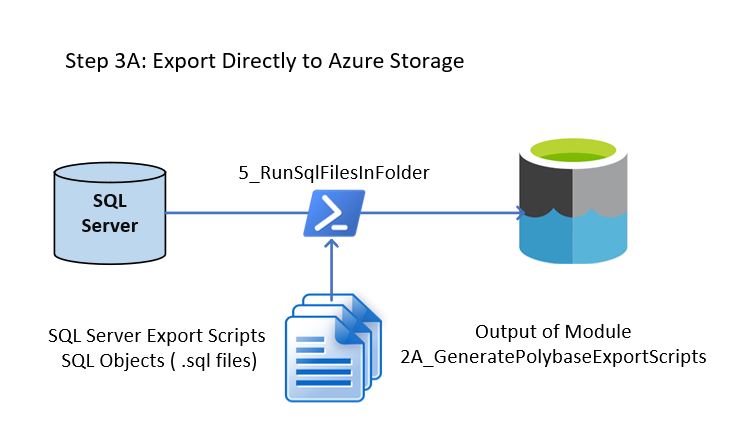 Step 3A: Export Directly to Azure Storage
5_RunSqlFilesInFolder
SQL
Server
SQL Server Export Scripts
SQL Objects ( .sql files)
Output of Module
2A_GeneratePolybaseExportScripts